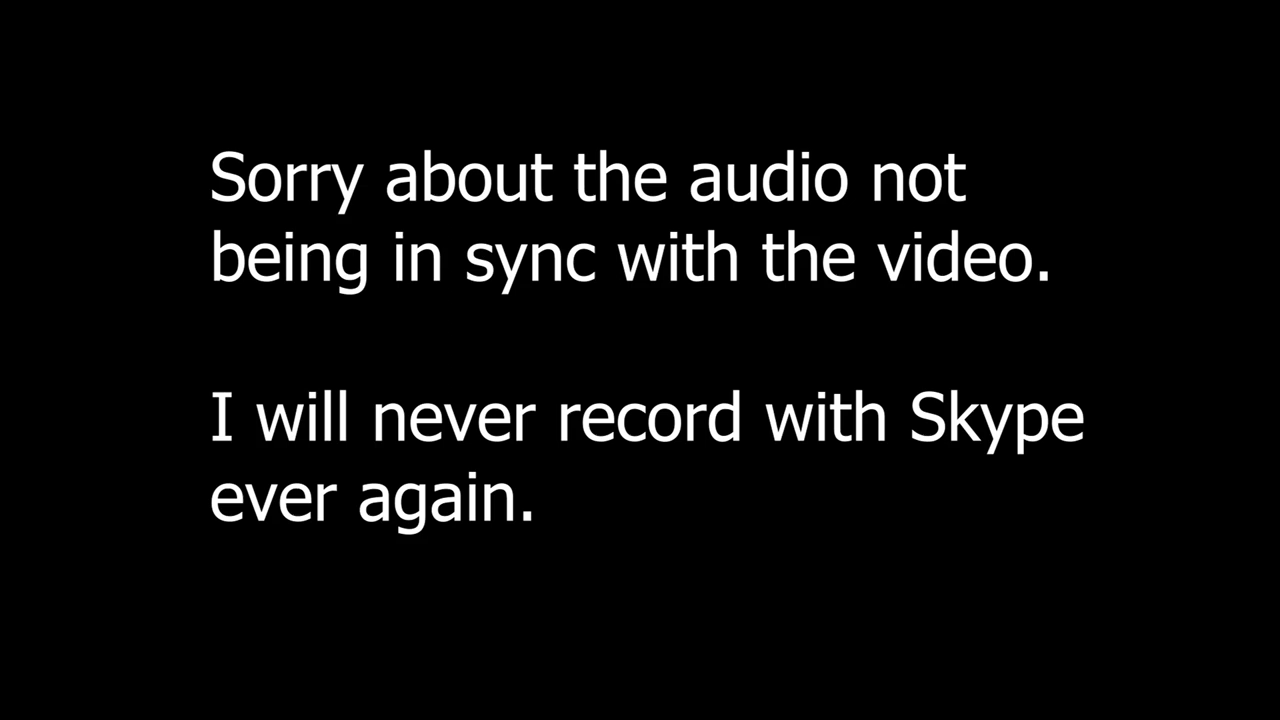 Sorry about the audio not
being in sync with the video.
I will never record with Skype
ever again.